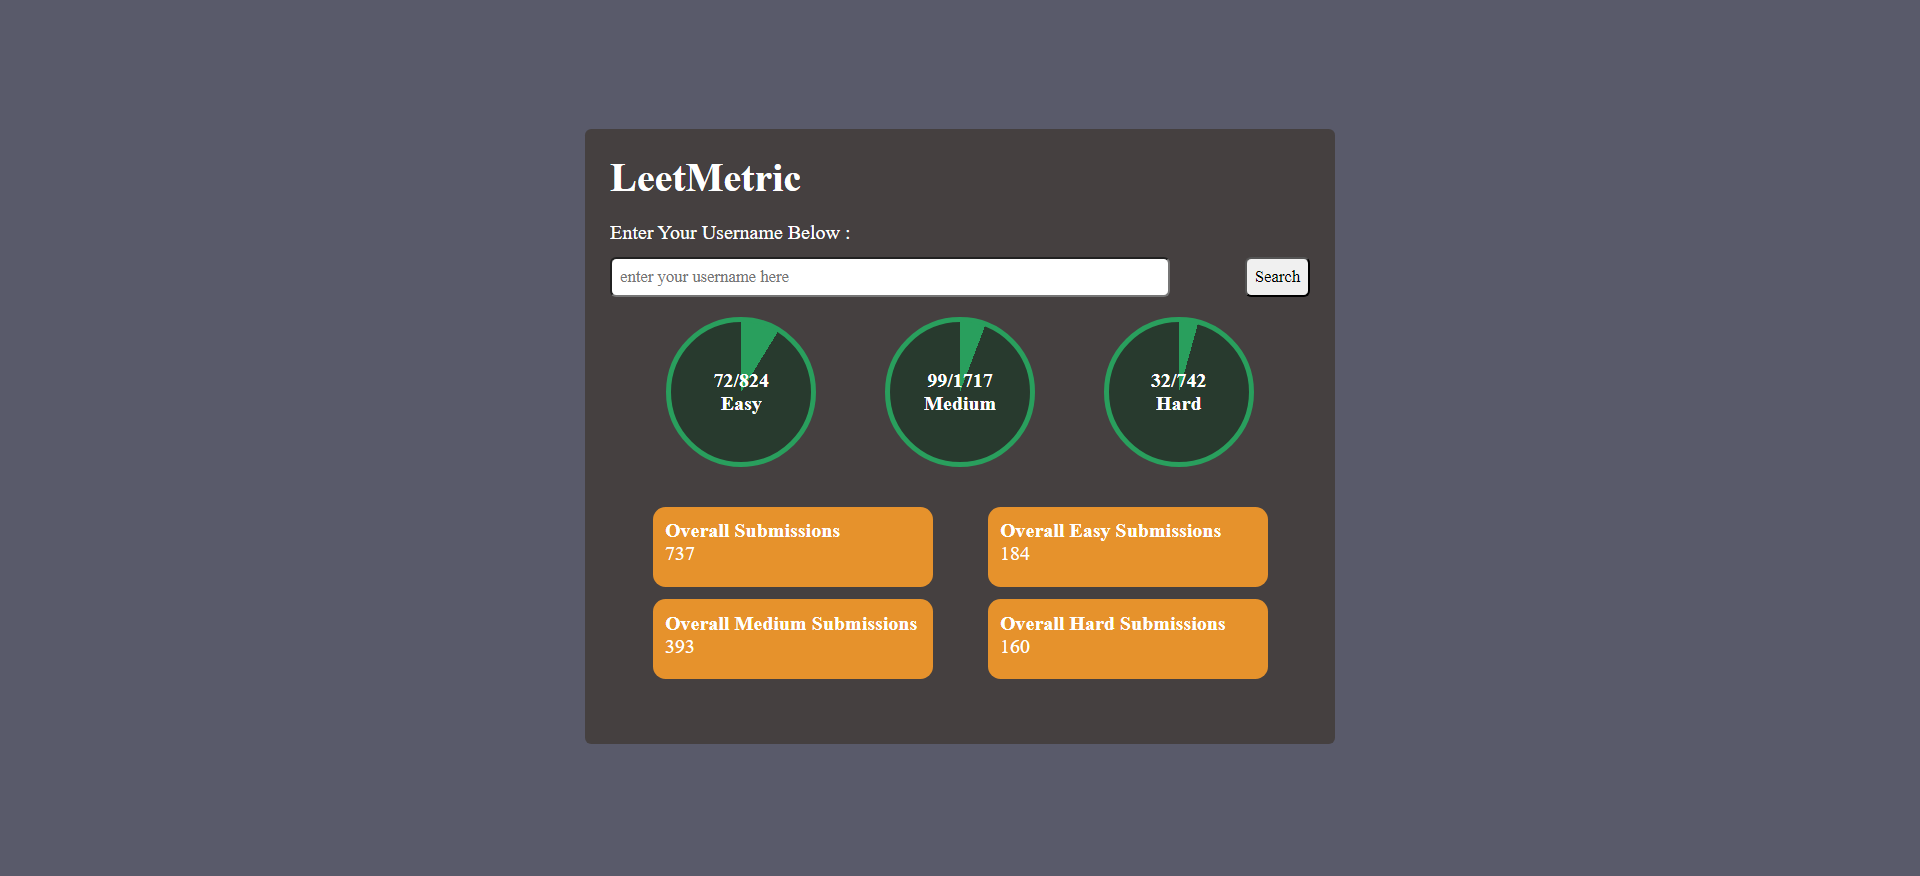 LeetMetric
Enter Your Username Below :
enter your username here
Search
72/824
Easy
99/1717
Medium
32/742
Hard
Overall Submissions
737
Overall Easy Submissions
184
Overall Medium Submissions
393
Overall Hard Submissions
160